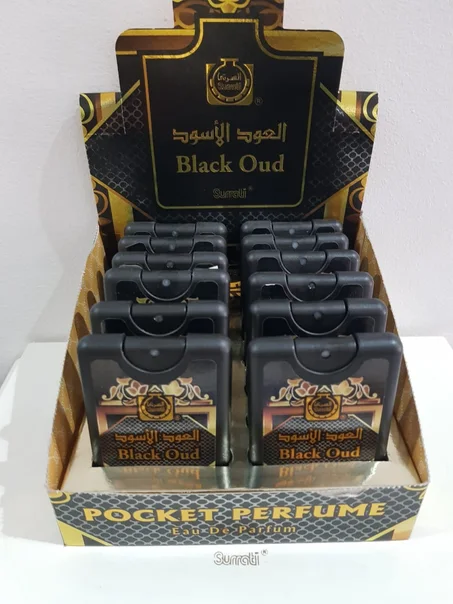 الصرتي
Surrati
®
العود الأسود
Black Oud
Surrati®
العود الأسود
Black Oud
العود الأسود
Black Oud
POCKET PERFUME
Eau De Parfum
Surrati®